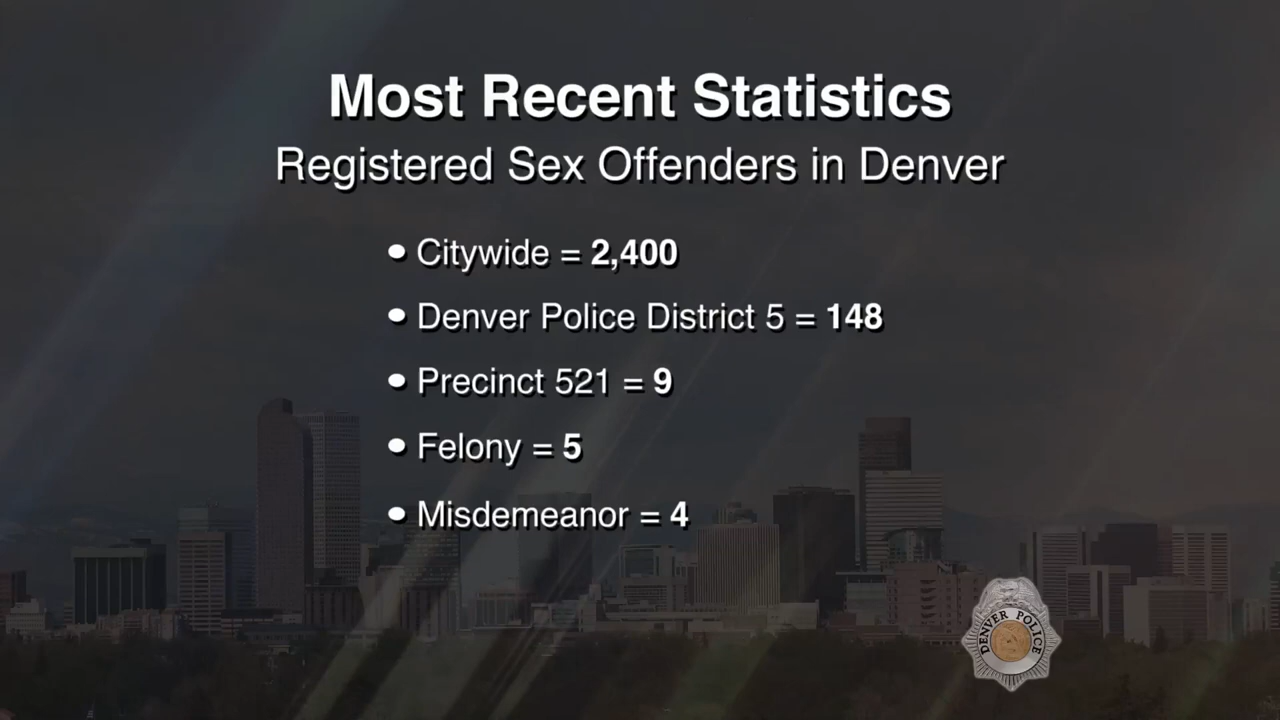 Most Recent Statistics
Registered Sex Offenders in Denver
• Citywide = 2,400
• Denver Police District 5 = 148
• Precinct 521 = 9
• Felony = 5
• Misdemeanor = 4
DENVER POLICE